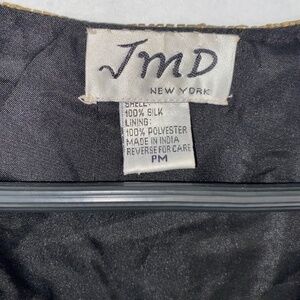 JMD
NEW YORK
SHELL:
100% SILK
LINING:
100% POLYESTER
MADE IN INDIA
REVERSE FOR CARE
PM